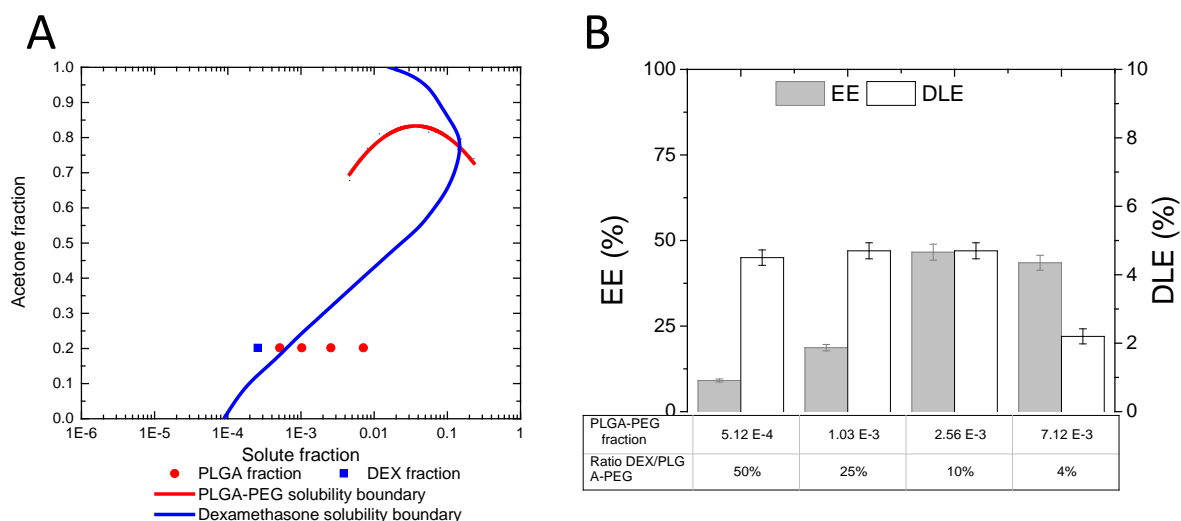 A
1.0
0.9
0.8
0.7
0.6
0.5
0.4
0.3
0.2
0.1
0.0
Acetone fraction
1E-6 1E-5 1E-4 1E-3 0.01 0.1 1
Solute fraction
PLGA fraction DEX fraction
PLGA-PEG solubility boundary
Dexamethasone solubility boundary
B
EE DLE
100
75
50
25
0
EE (%)
10
8
6
4
2
0
DLE (%)
PLGA-PEG
fraction
5.12 E-4 1.03 E-3 2.56 E-3 7.12 E-3
Ratio DEX/PLG
A-PEG
50% 25% 10% 4%